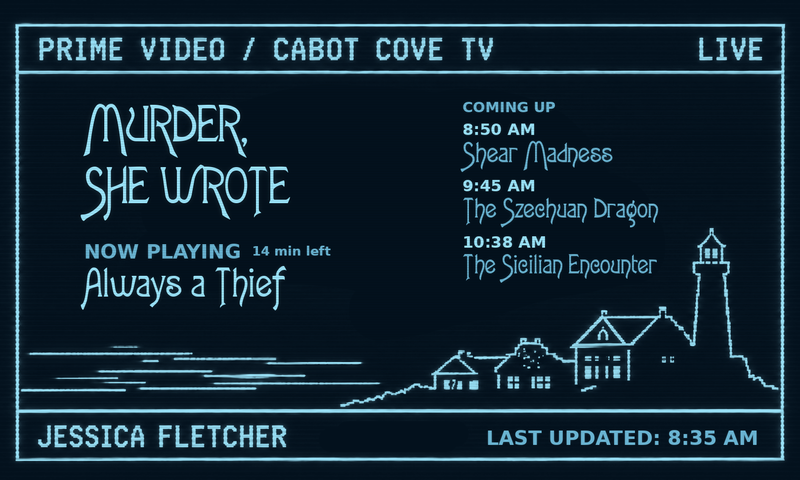 PRIME VIDEO / CABOT COVE TV
LIVE
MURDER,
SHE WROTE
NOW PLAYING 14 min left
Always a Thief
COMING UP
8:50 AM
Shear Madness
9:45 AM
The Szechuan Dragon
10:38 AM
The Sicilian Encounter
JESSICA FLETCHER
LAST UPDATED: 8:35 AM